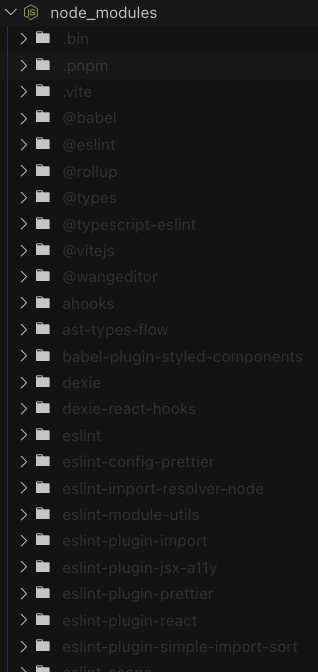 node_modules
.bin
.pnpm
.vite
@babel
@eslint
@rollup
@types
@typescript-eslint
@vitejs
@wangeditor
ahooks
ast-types-flow
babel-plugin-styled-components
dexie
dexie-react-hooks
eslint
eslint-config-prettier
eslint-import-resolver-node
eslint-module-utils
eslint-plugin-import
eslint-plugin-jsx-a11y
eslint-plugin-prettier
eslint-plugin-react
eslint-plugin-simple-import-sort
eslint-scope